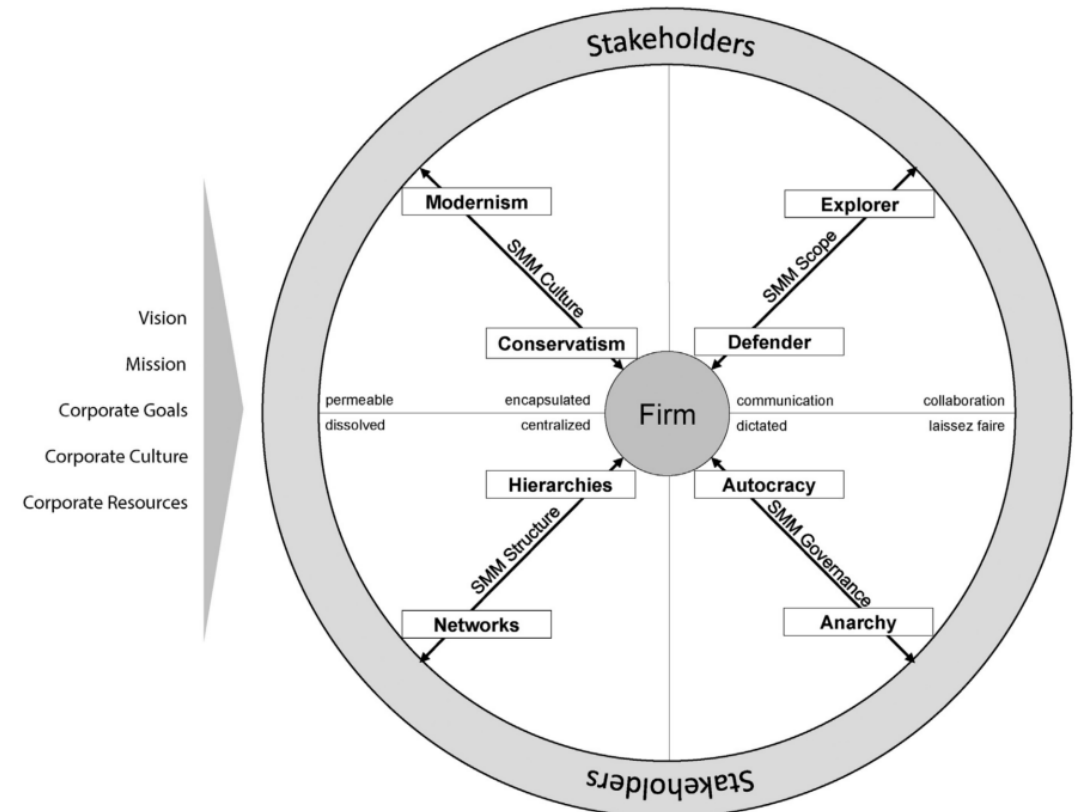 Stakeholders
Modernism
Explorer
SMM Culture
SMM Scope
Conservatism
Defender
Vision
Mission
Corporate Goals
Corporate Culture
Corporate Resources
permeable
encapsulated
communication
collaboration
Firm
dissolved
centralized
dictated
laissez faire
Hierarchies
Autocracy
SMM Structure
SMM Governance
Networks
Anarchy
Stakeholders